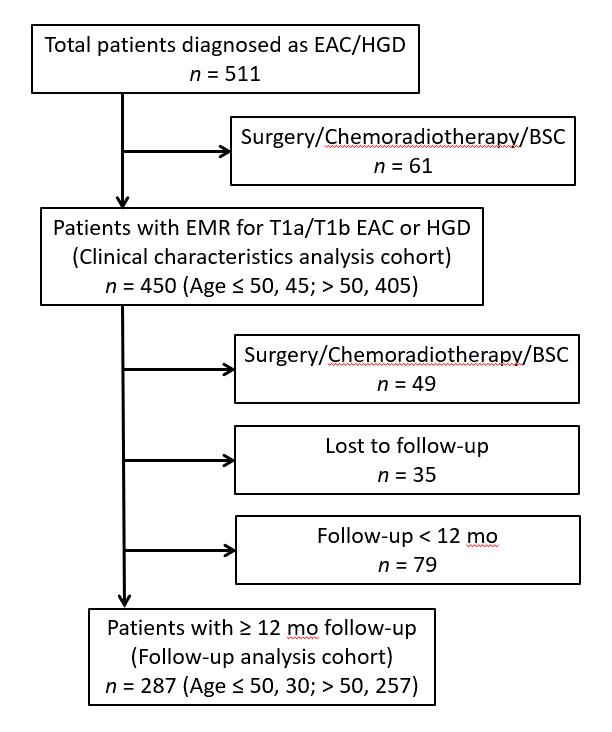 Total patients diagnosed as EAC/HGD
n = 511
Surgery/Chemoradiotherapy/BSC
n = 61
Patients with EMR for T1a/T1b EAC or HGD
(Clinical characteristics analysis cohort)
n = 450 (Age ≤ 50, 45; > 50, 405)
Surgery/Chemoradiotherapy/BSC
n = 49
Lost to follow-up
n = 35
Follow-up < 12 mo
n = 79
Patients with ≥ 12 mo follow-up
(Follow-up analysis cohort)
n = 287 (Age ≤ 50, 30; > 50, 257)